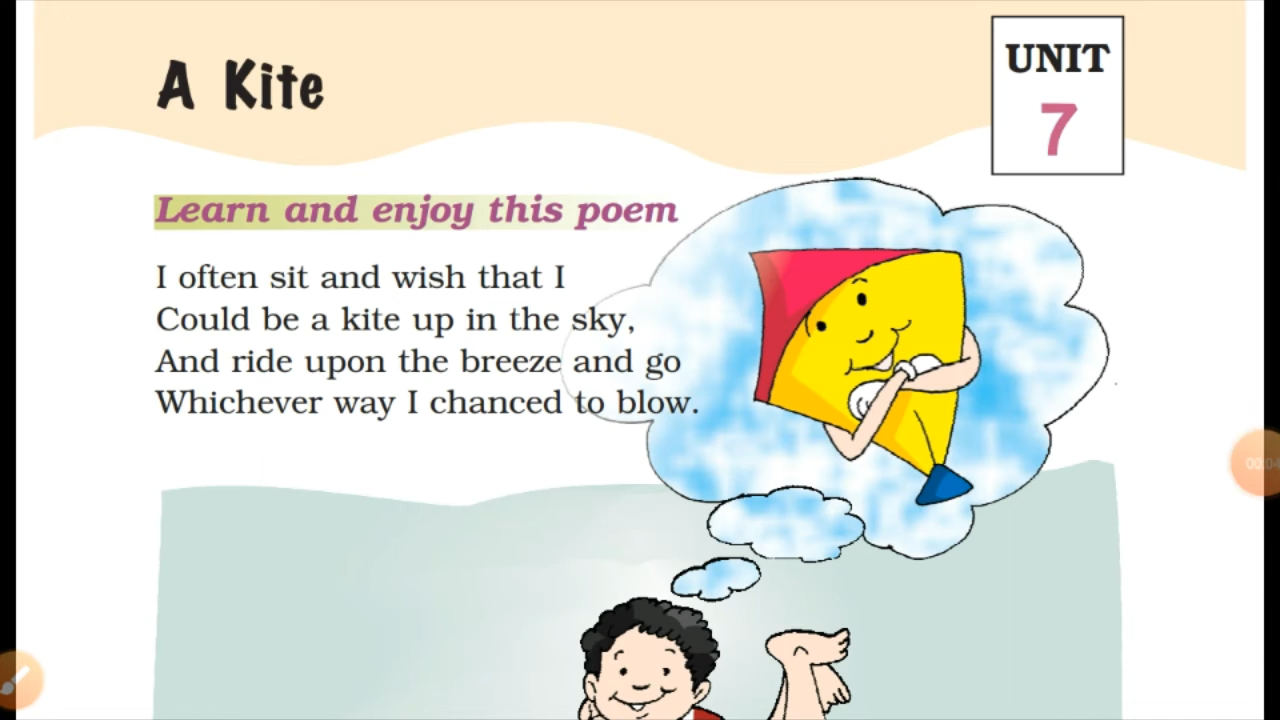 A Kite
UNIT
7
Learn and enjoy this poem
I often sit and wish that I
Could be a kite up in the sky,
And ride upon the breeze and go
Whichever way I chanced to blow.